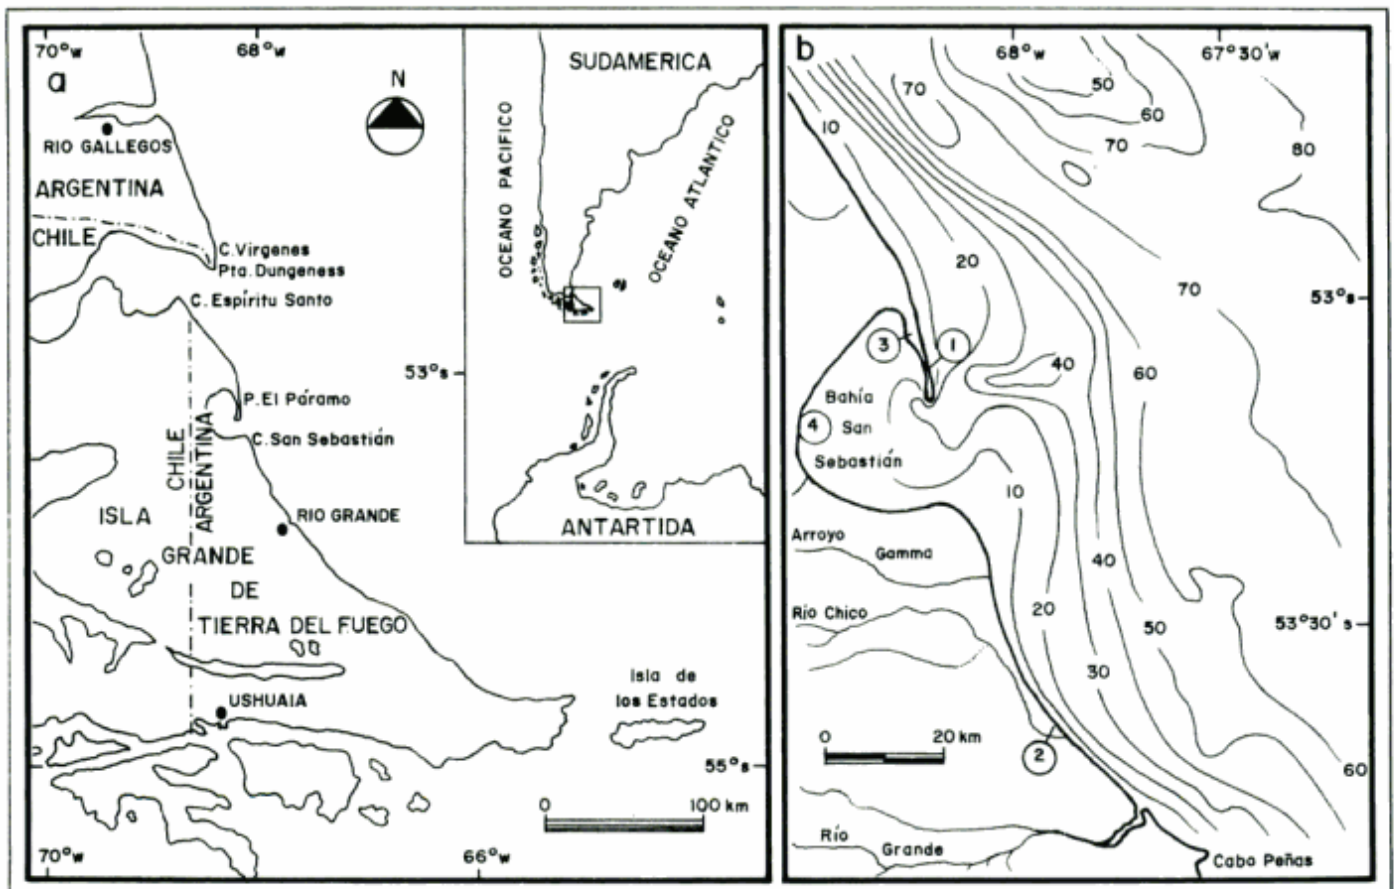 70°w
68°w
a
N
RIO GALLEGOS
ARGENTINA
CHILE
C.Virgenes
Pta.Dungeness
C.Espíritu Santo
53°s
P.El Páramo
C.San Sebastián
CHILE
ARGENTINA
RIO GRANDE
ISLA
GRANDE
DE
TIERRA DEL FUEGO
USHUAIA
Isla de
los Estados
55°s
0 100 km
70°w
66°w
SUDAMERICA
OCEANO PACIFICO
OCEANO ATLANTICO
ANTARTIDA
b
68°w
67°30'w
70
50
60
70
80
10
20
70
53°s
3
1
40
60
Bahía
4 San
Sebastián
10
Arroyo
Gamma
40
Río Chico
20
50
53°30's
30
0 20 km
2
60
Río
Grande
Cabo Peñas